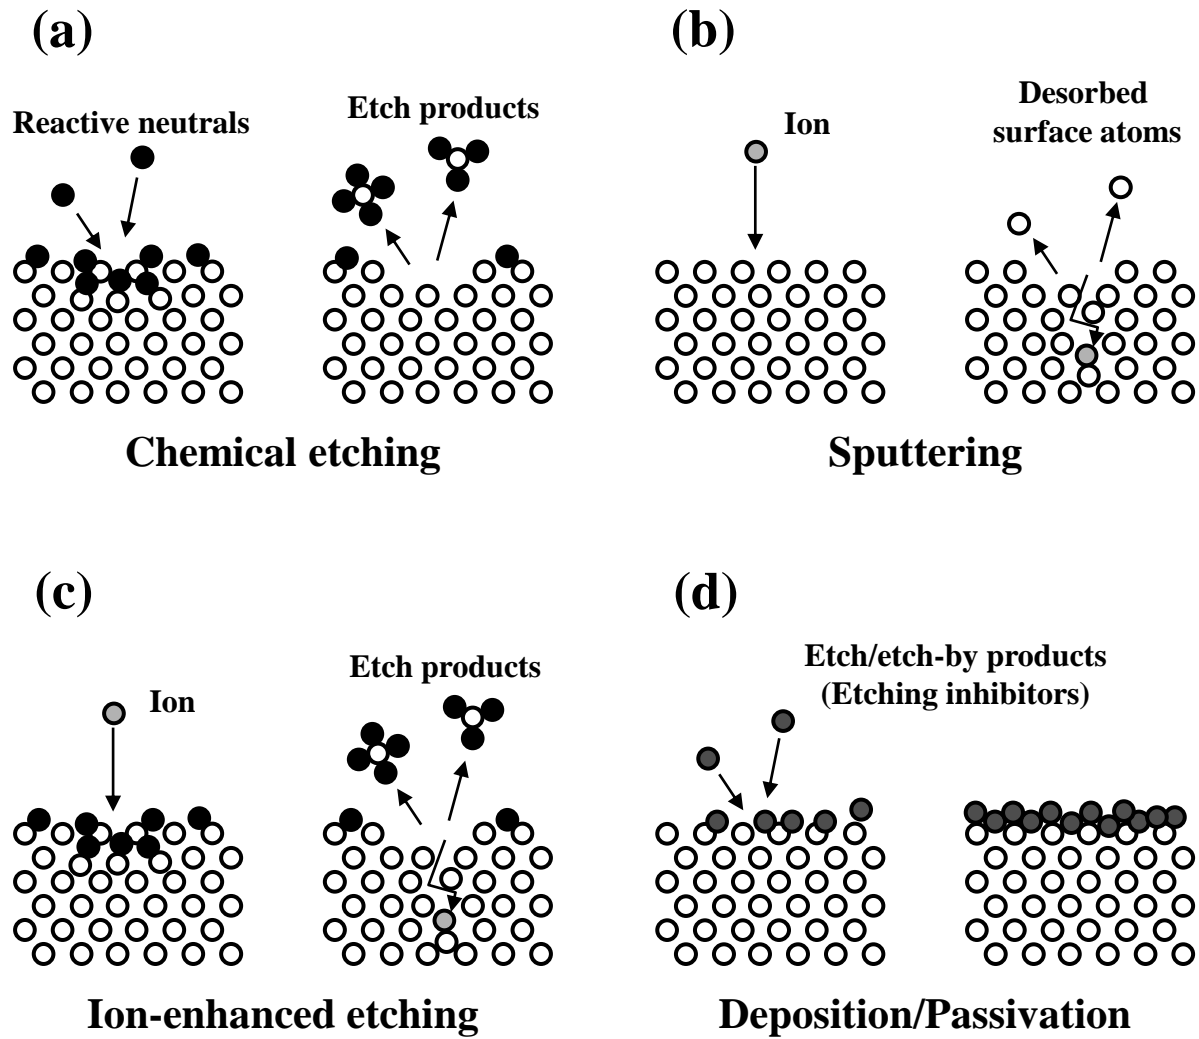 (a)
Reactive neutrals
Etch products
Chemical etching
(b)
Ion
Desorbed
surface atoms
Sputtering
(c)
Ion
Etch products
Ion-enhanced etching
(d)
Etch/etch-by products
(Etching inhibitors)
Deposition/Passivation